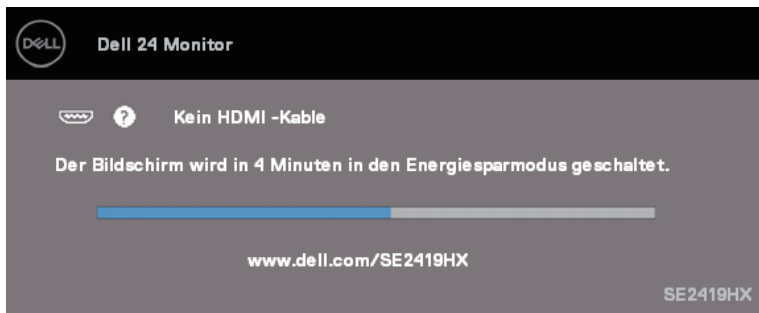 DELL
Dell 24 Monitor
? Kein HDMI -Kable
Der Bildschirm wird in 4 Minuten in den Energiesparmodus geschaltet.
www.dell.com/SE2419HX
SE2419HX